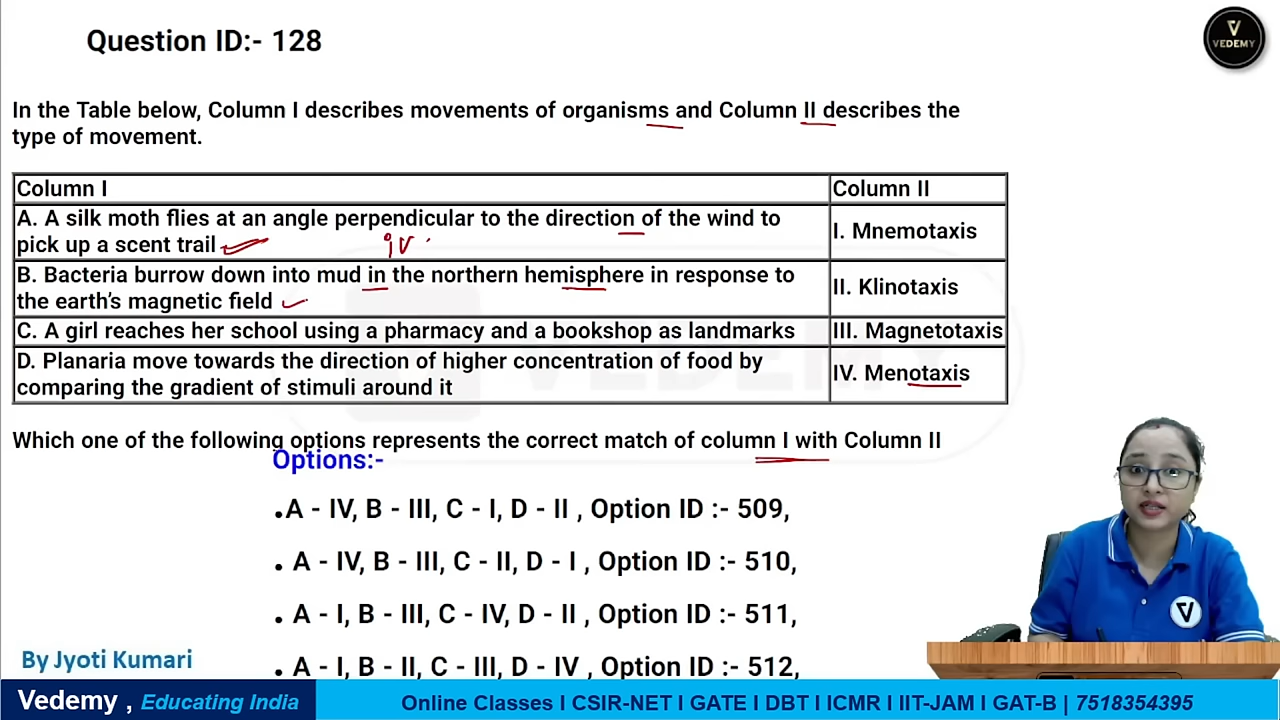 Question ID:- 128
VEDEMY
In the Table below, Column I describes movements of organisms and Column II describes the
type of movement.
Column I
Column II
A. A silk moth flies at an angle perpendicular to the direction of the wind to
pick up a scent trail
iv
I. Mnemotaxis
B. Bacteria burrow down into mud in the northern hemisphere in response to
the earth's magnetic field
II. Klinotaxis
C. A girl reaches her school using a pharmacy and a bookshop as landmarks
III. Magnetotaxis
D. Planaria move towards the direction of higher concentration of food by
comparing the gradient of stimuli around it
IV. Menotaxis
Which one of the following options represents the correct match of column I with Column II
Options:-
.A - IV, B - III, C - I, D - II , Option ID :- 509,
. A - IV, B - III, C - II, D - I , Option ID :- 510,
. A - I, B - III, C - IV, D - II , Option ID :- 511,
. A - I, B - II, C - III, D - IV , Option ID :- 512,
By Jyoti Kumari
Vedemy , Educating India
Online Classes I CSIR-NET I GATE I DBT I ICMR I IIT-JAM I GAT-B | 7518354395